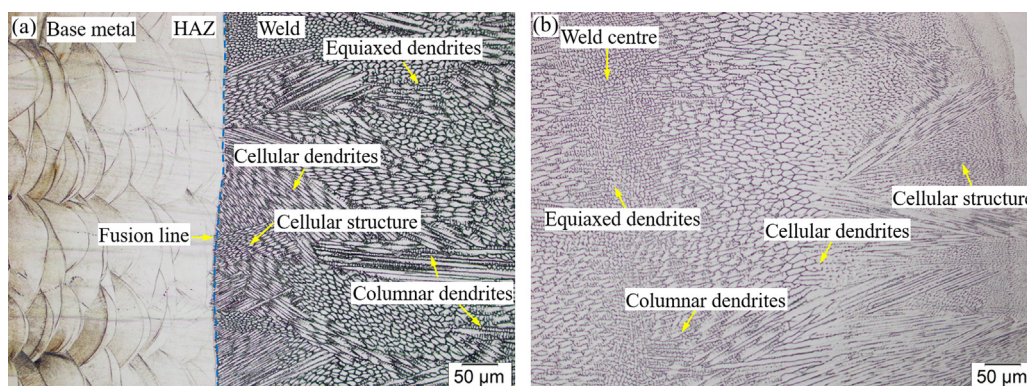 (a) Base metal HAZ Weld
Equiaxed dendrites
Cellular dendrites
Cellular structure
Fusion line
Columnar dendrites
50 μm
(b) Weld centre
Cellular structure
Equiaxed dendrites
Cellular dendrites
Columnar dendrites
50 μm